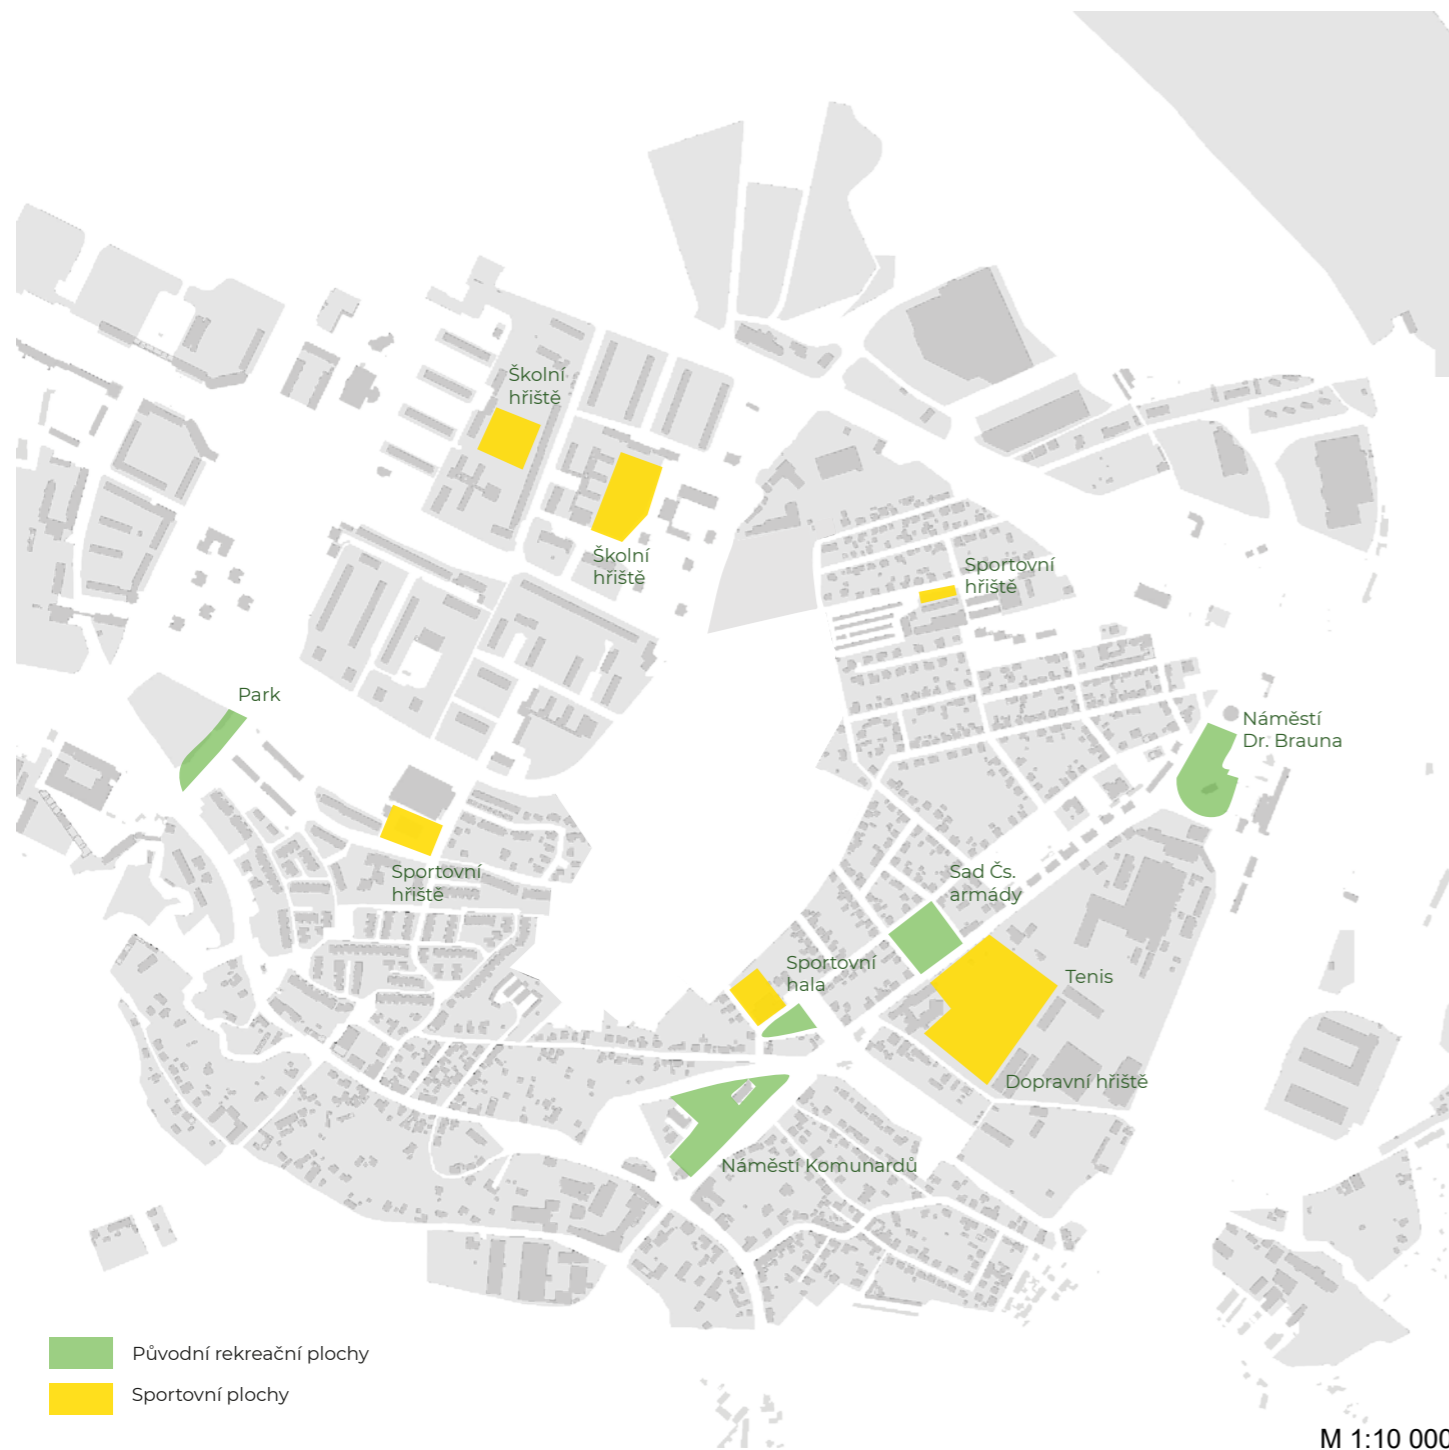 Školní
hřiště
Školní
hřiště
Sportovní
hřiště
Park
Náměstí
Dr. Brauna
Sportovní
hřiště
Sad Čs.
armády
Sportovní
hala
Tenis
Dopravní hřiště
Náměstí Komunardů
Původní rekreační plochy
Sportovní plochy
M 1:10 000